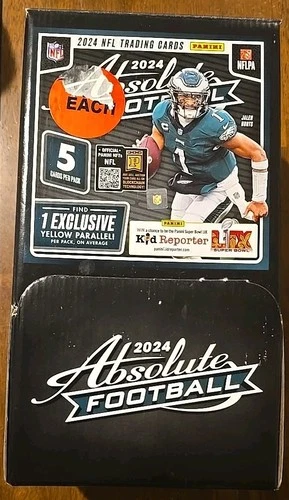 2024 NFL TRADING CARDS PANINI
NFL
NFLPA
2024
Absolute
FOOTBALL
EACH
JALEN
HURTS
5
CARDS PER PACK
OFFICIAL
PANINI NFTs
NFL
FIND
1 EXCLUSIVE
YELLOW PARALLEL!
PER PACK, ON AVERAGE
PANINI
Kid Reporter
LIX
SUPER BOWL
2024
Absolute
FOOTBALL